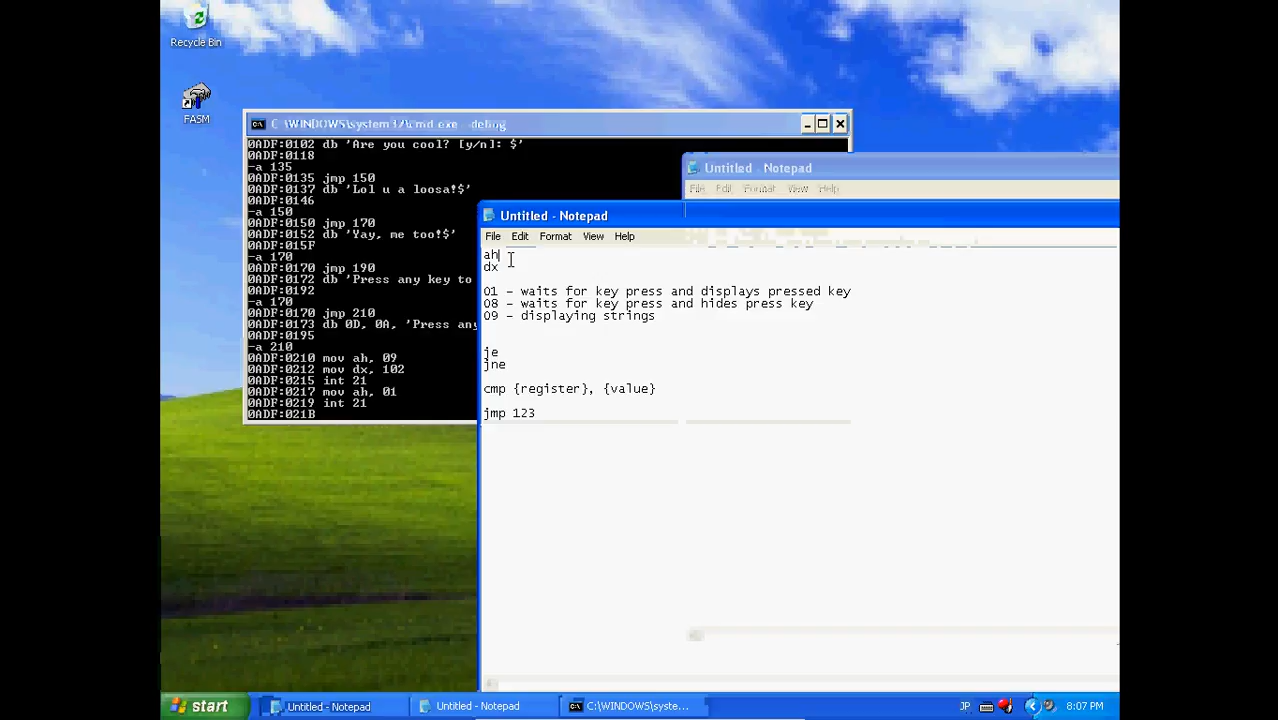 Recycle Bin
FASM
C:\WINDOWS\system32\cmd.exe - debug
0ADF:0102 db 'Are you cool? [y/n]: $'
0ADF:0118
-a 135
0ADF:0135 jmp 150
0ADF:0137 db 'Lol u a loosa!$'
0ADF:0146
-a 150
0ADF:0150 jmp 170
0ADF:0152 db 'Yay, me too!$'
0ADF:015F
-a 170
0ADF:0170 jmp 190
0ADF:0172 db 'Press any key to
0ADF:0192
-a 170
0ADF:0170 jmp 210
0ADF:0173 db 0D, 0A, 'Press any
0ADF:0195
-a 210
0ADF:0210 mov ah, 09
0ADF:0212 mov dx, 102
0ADF:0215 int 21
0ADF:0217 mov ah, 01
0ADF:0219 int 21
0ADF:021B
Untitled - Notepad
File Edit Format View Help
Untitled - Notepad
File Edit Format View Help
ah
dx
01 - waits for key press and displays pressed key
08 - waits for key press and hides press key
09 - displaying strings
je
jne
cmp {register}, {value}
jmp 123
start
Untitled - Notepad
Untitled - Notepad
C:\WINDOWS\syste...
JP
8:07 PM